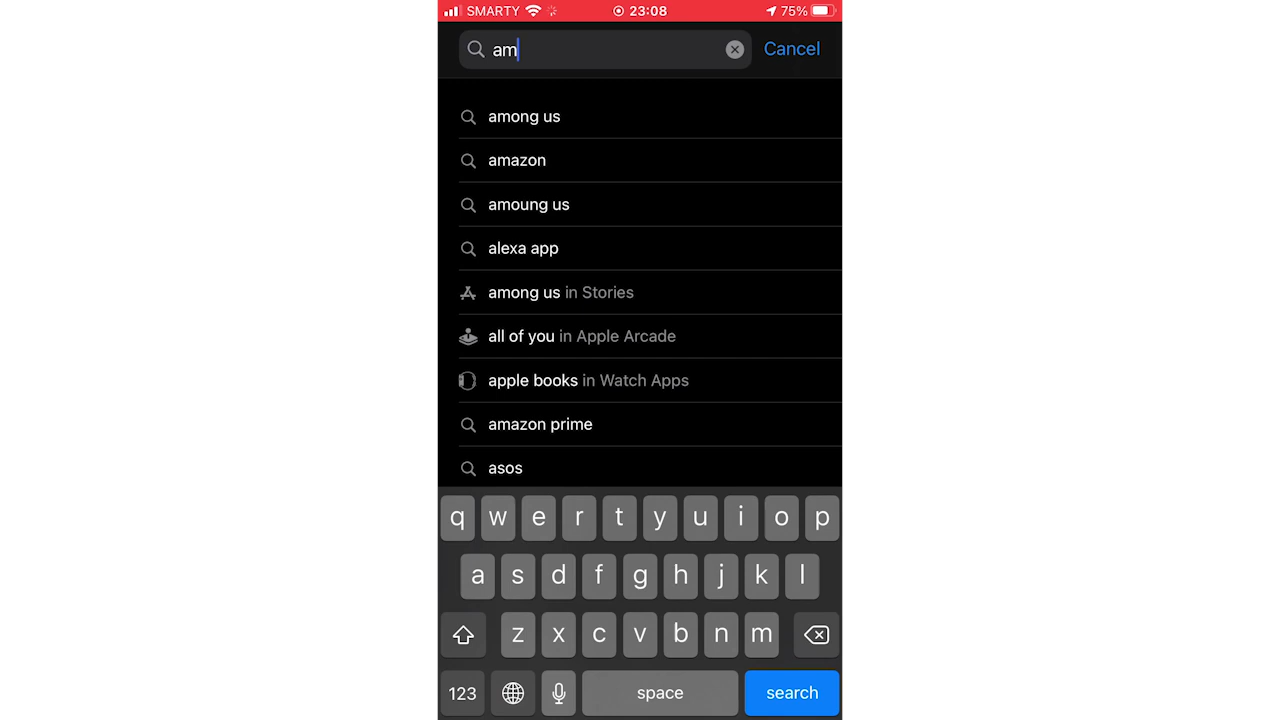 SMARTY 23:08 75%
am Cancel
among us
amazon
amoung us
alexa app
among us in Stories
all of you in Apple Arcade
apple books in Watch Apps
amazon prime
asos
q w e r t y u i o p
a s d f g h j k l
z x c v b n m
123 space search